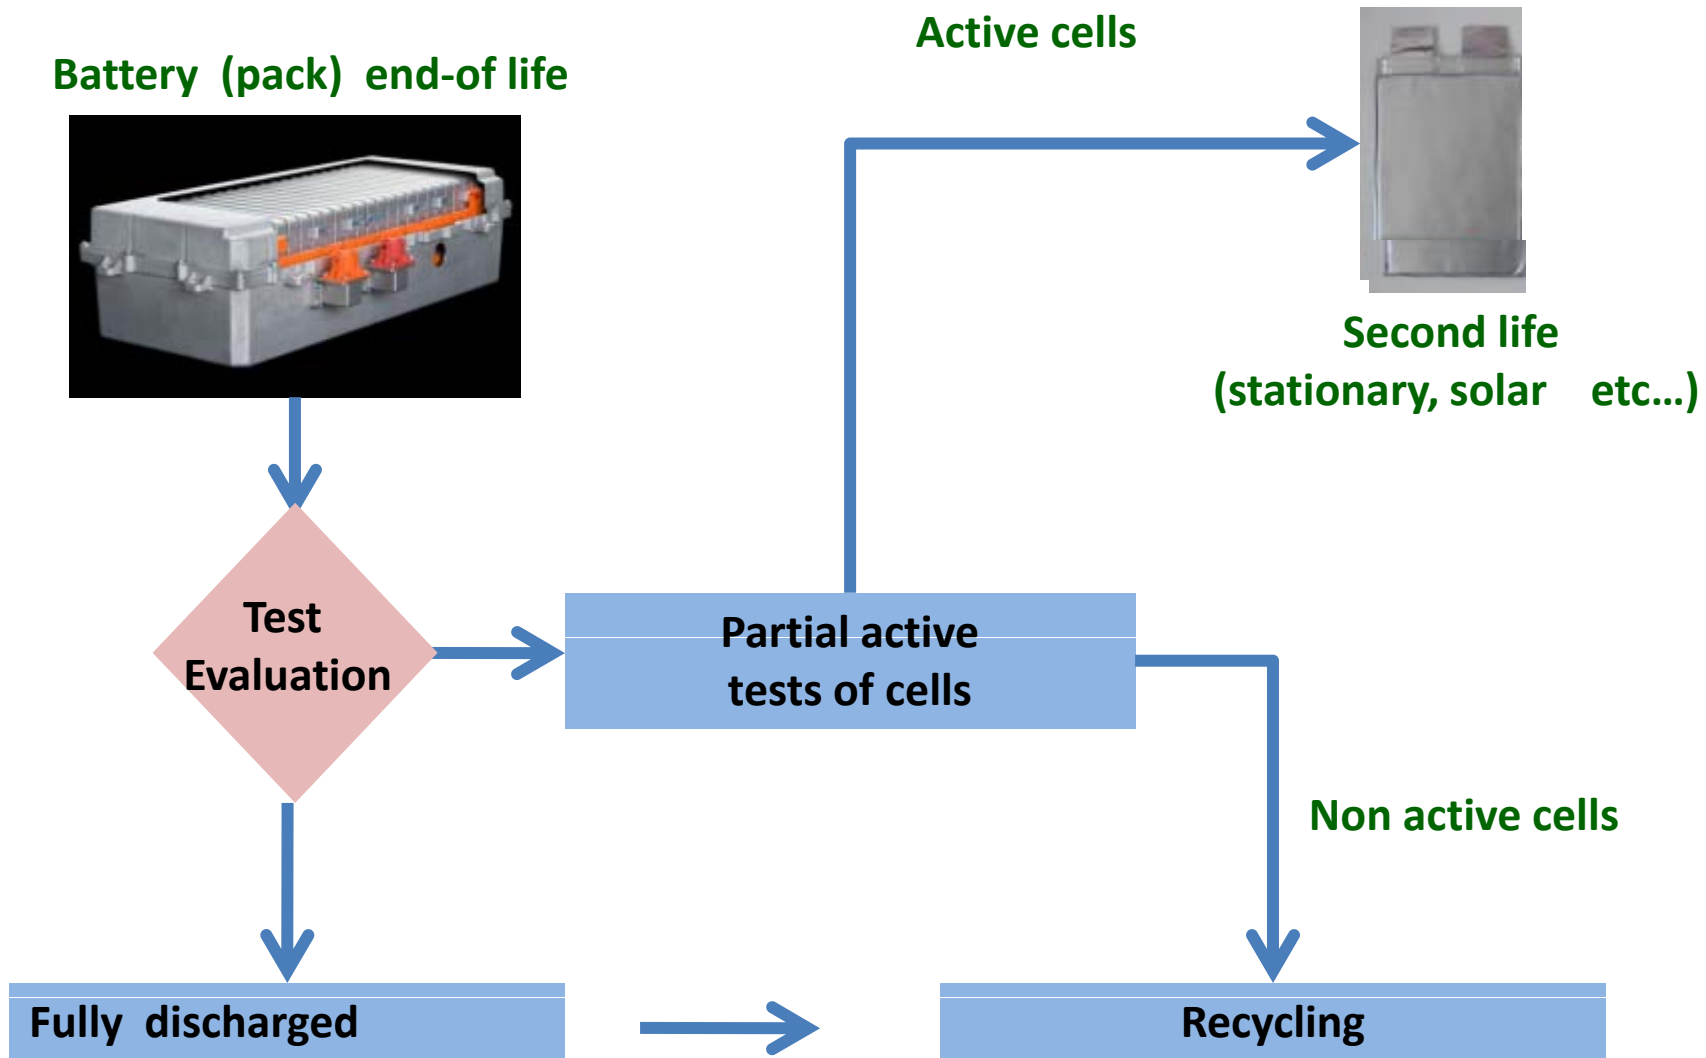 Active cells
Battery (pack) end-of life
Second life
(stationary, solar etc...)
Test
Evaluation
Partial active
tests of cells
Non active cells
Fully discharged
Recycling